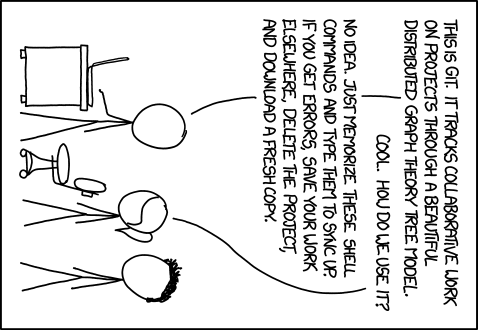 THIS IS GIT. IT TRACKS COLLABORATIVE WORK
ON PROJECTS THROUGH A BEAUTIFUL
DISTRIBUTED GRAPH THEORY TREE MODEL.
COOL. HOW DO WE USE IT?
NO IDEA. JUST MEMORIZE THESE SHELL
COMMANDS AND TYPE THEM TO SYNC UP.
IF YOU GET ERRORS, SAVE YOUR WORK
ELSEWHERE, DELETE THE PROJECT,
AND DOWNLOAD A FRESH COPY.